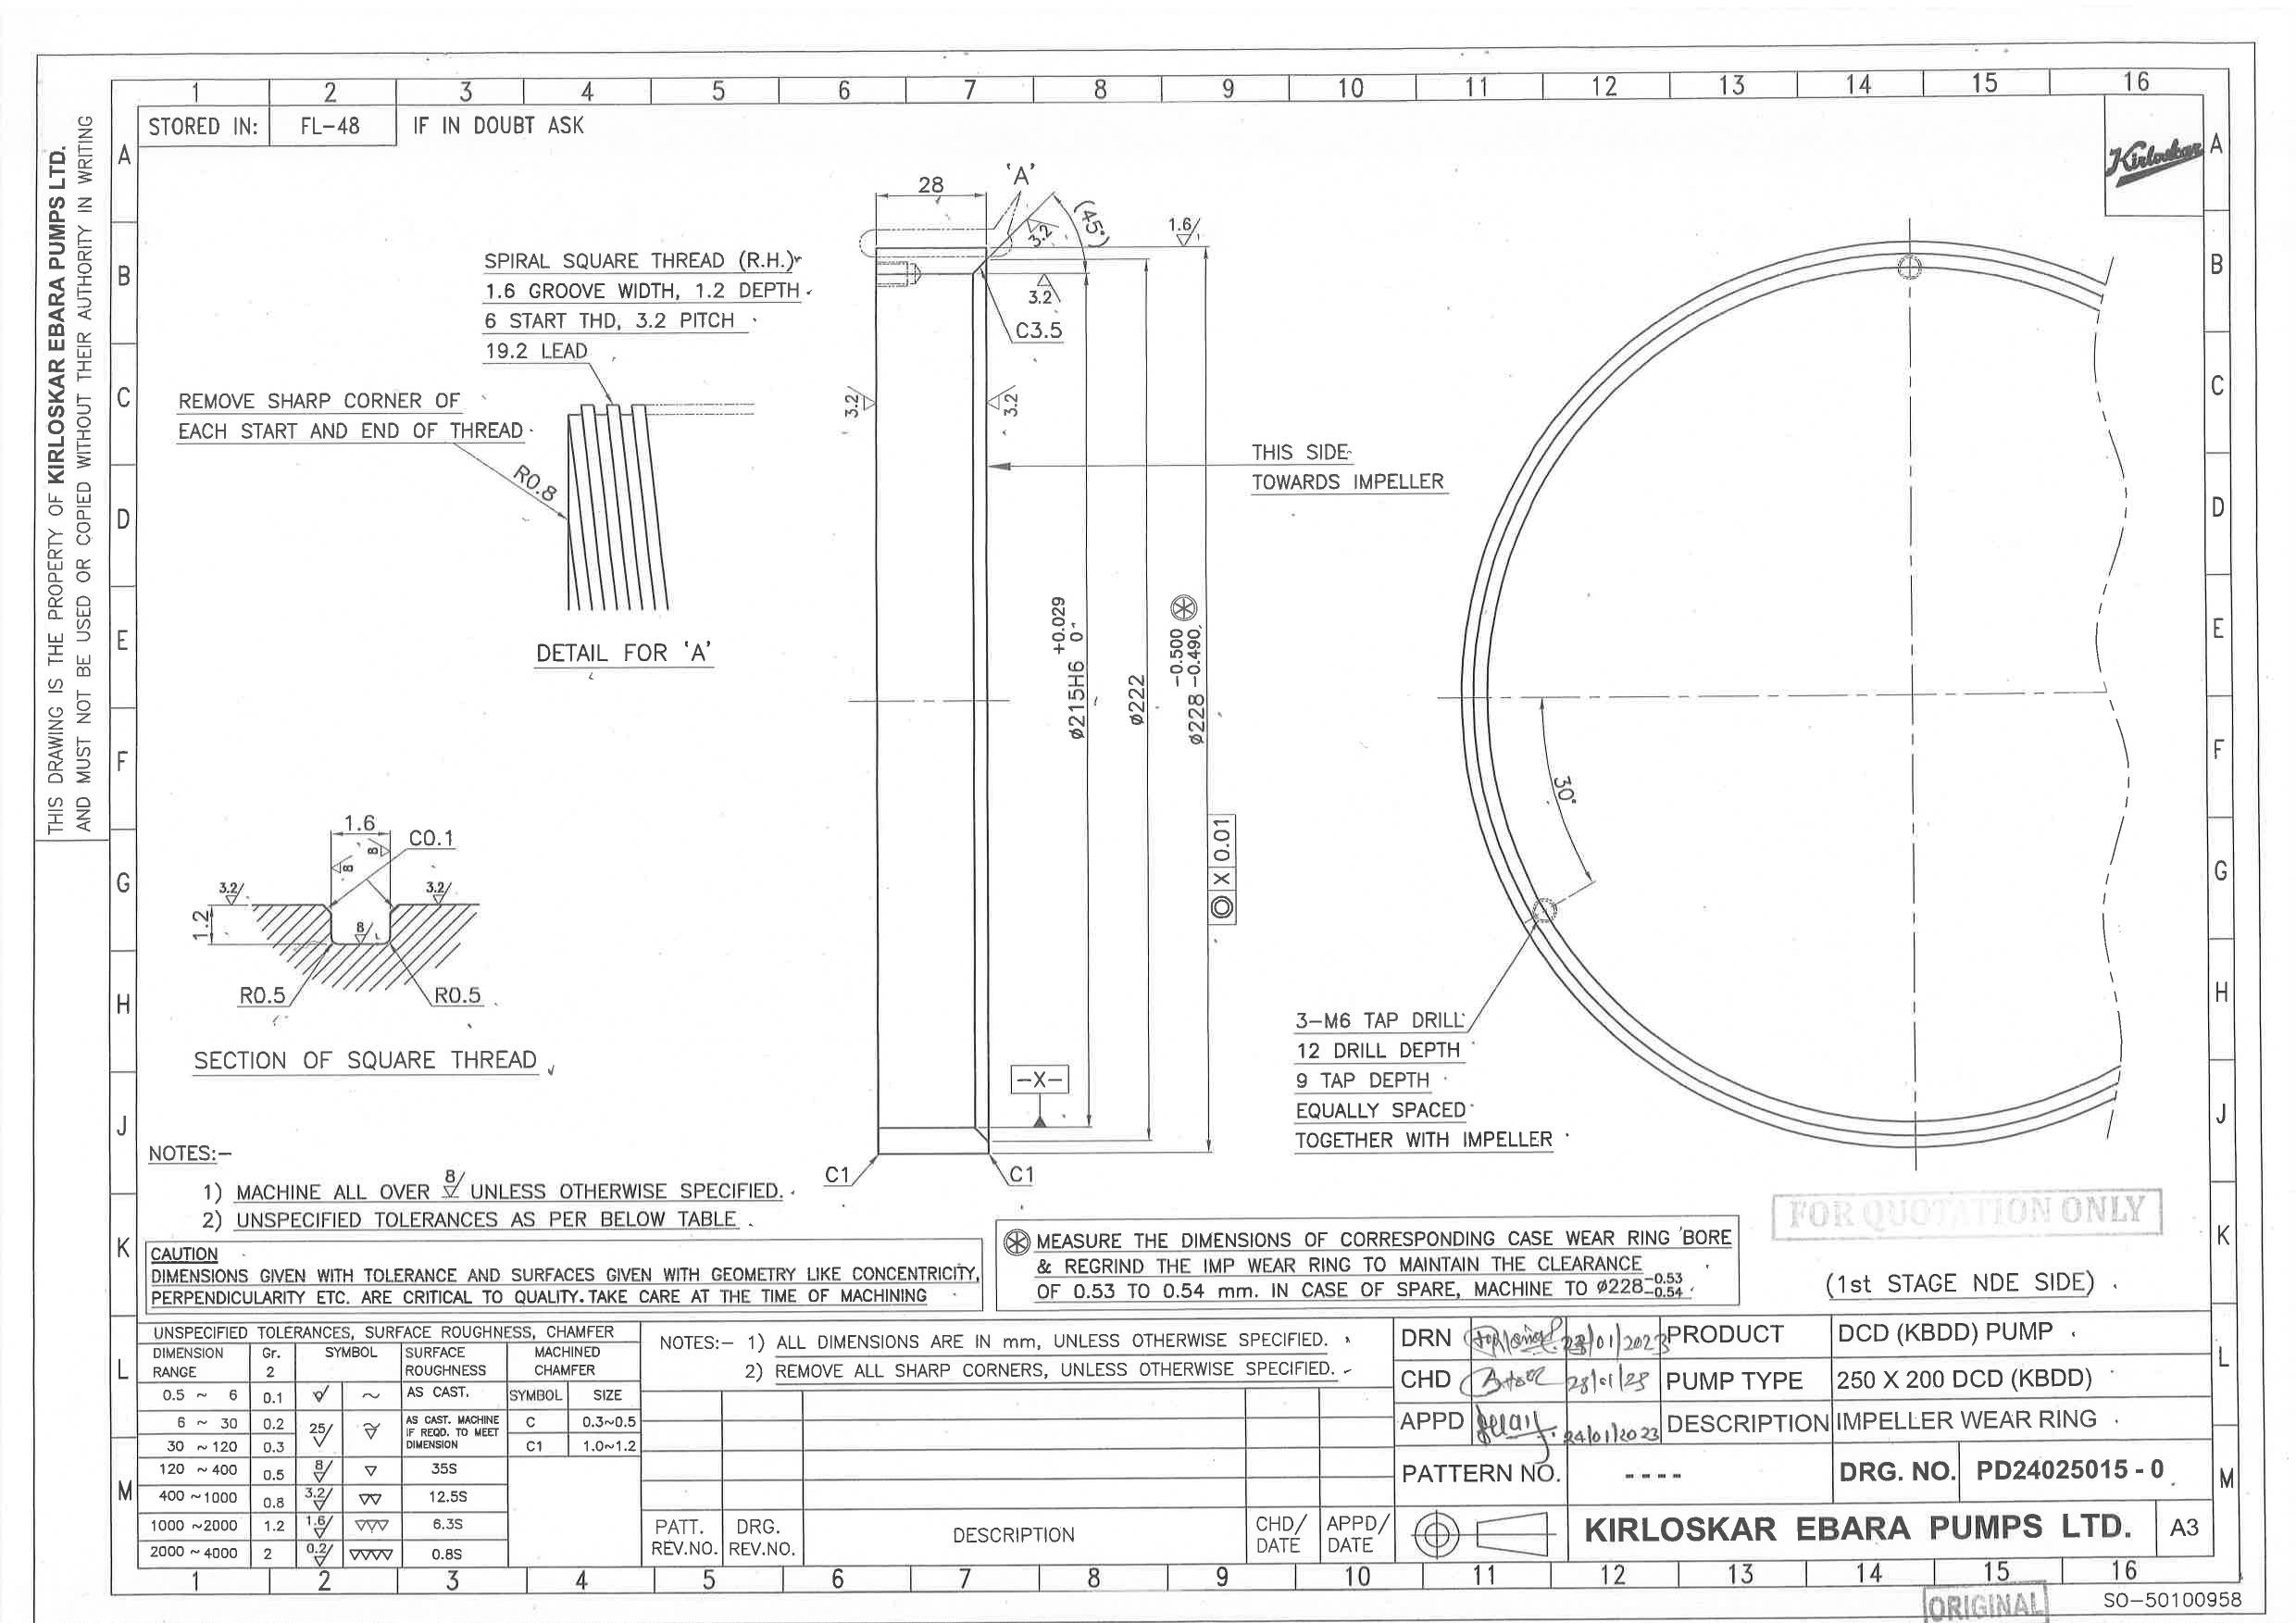 THIS DRAWING IS THE PROPERTY OF KIRLOSKAR EBARA PUMPS LTD.
AND MUST NOT BE USED OR COPIED WITHOUT THEIR AUTHORITY IN WRITING
1 2 3 4 5 6 7 8 9 10 11 12 13 14 15 16
A B C D E F G H J K L M
STORED IN: FL-48 IF IN DOUBT ASK
Kirloskar
28
'A'
(45°)
3.2
1.6
3.2
C3.5
3.2
3.2
SPIRAL SQUARE THREAD (R.H.)
1.6 GROOVE WIDTH, 1.2 DEPTH
6 START THD, 3.2 PITCH
19.2 LEAD
REMOVE SHARP CORNER OF
EACH START AND END OF THREAD
R0.8
DETAIL FOR 'A'
THIS SIDE
TOWARDS IMPELLER
ø215H6 +0.029 0
ø222
ø228 -0.500 -0.490
◎ X 0.01
30°
1.6
C0.1
8
8
3.2
3.2
1.2
8
R0.5
R0.5
SECTION OF SQUARE THREAD
-X-
C1
C1
3-M6 TAP DRILL
12 DRILL DEPTH
9 TAP DEPTH
EQUALLY SPACED
TOGETHER WITH IMPELLER
NOTES:-
1) MACHINE ALL OVER 8 UNLESS OTHERWISE SPECIFIED.
2) UNSPECIFIED TOLERANCES AS PER BELOW TABLE
CAUTION
DIMENSIONS GIVEN WITH TOLERANCE AND SURFACES GIVEN WITH GEOMETRY LIKE CONCENTRICITY,
PERPENDICULARITY ETC. ARE CRITICAL TO QUALITY. TAKE CARE AT THE TIME OF MACHINING
MEASURE THE DIMENSIONS OF CORRESPONDING CASE WEAR RING BORE
& REGRIND THE IMP WEAR RING TO MAINTAIN THE CLEARANCE
OF 0.53 TO 0.54 mm. IN CASE OF SPARE, MACHINE TO ø228 -0.53 -0.54
FOR QUOTATION ONLY
(1st STAGE NDE SIDE)
UNSPECIFIED TOLERANCES, SURFACE ROUGHNESS, CHAMFER
DIMENSION RANGE Gr. 2 SYMBOL SURFACE ROUGHNESS MACHINED CHAMFER
0.5 ~ 6 0.1 ~ AS CAST. SYMBOL SIZE
6 ~ 30 0.2 25 AS CAST. MACHINE IF REQD. TO MEET DIMENSION C 0.3~0.5
30 ~120 0.3 C1 1.0~1.2
120 ~400 0.5 8 ▽ 35S
400 ~1000 0.8 3.2 ▽▽ 12.5S
1000 ~2000 1.2 1.6 ▽▽▽ 6.3S
2000 ~ 4000 2 0.2 ▽▽▽▽ 0.8S
NOTES:- 1) ALL DIMENSIONS ARE IN mm, UNLESS OTHERWISE SPECIFIED.
2) REMOVE ALL SHARP CORNERS, UNLESS OTHERWISE SPECIFIED.
PATT. REV.NO. DRG. REV.NO. DESCRIPTION CHD/ DATE APPD/ DATE
DRN 23/01/2023 PRODUCT DCD (KBDD) PUMP
CHD PUMP TYPE 250 X 200 DCD (KBDD)
APPD 24/01/2023 DESCRIPTION IMPELLER WEAR RING
PATTERN NO. ---- DRG. NO. PD24025015 - 0
KIRLOSKAR EBARA PUMPS LTD. A3
1 2 3 4 5 6 7 8 9 10 11 12 13 14 15 16
ORIGINAL
SO-50100958